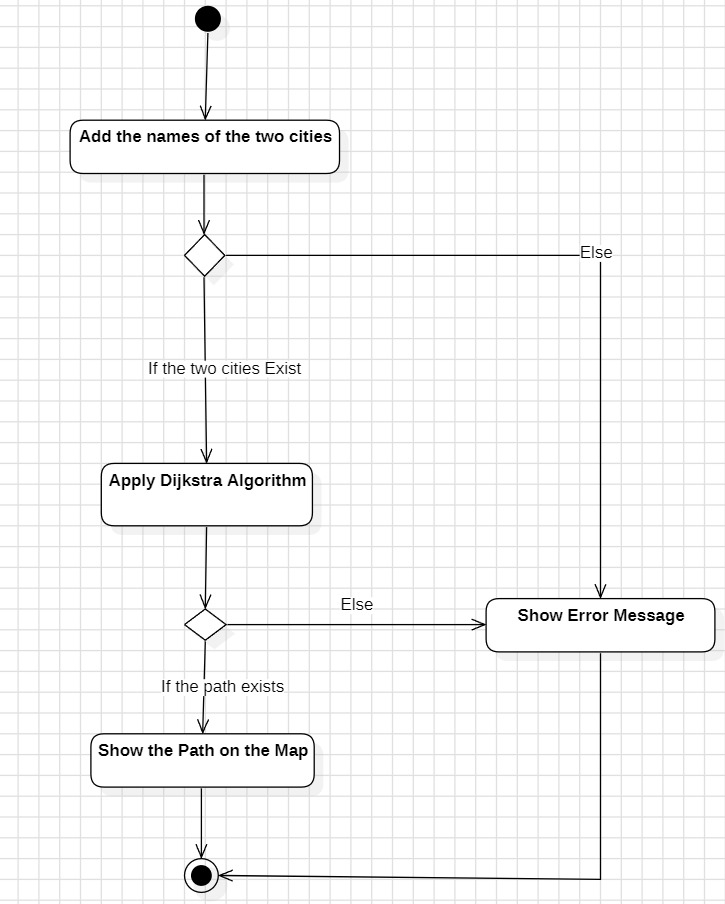 Add the names of the two cities
Else
If the two cities Exist
Apply Dijkstra Algorithm
Else
Show Error Message
If the path exists
Show the Path on the Map